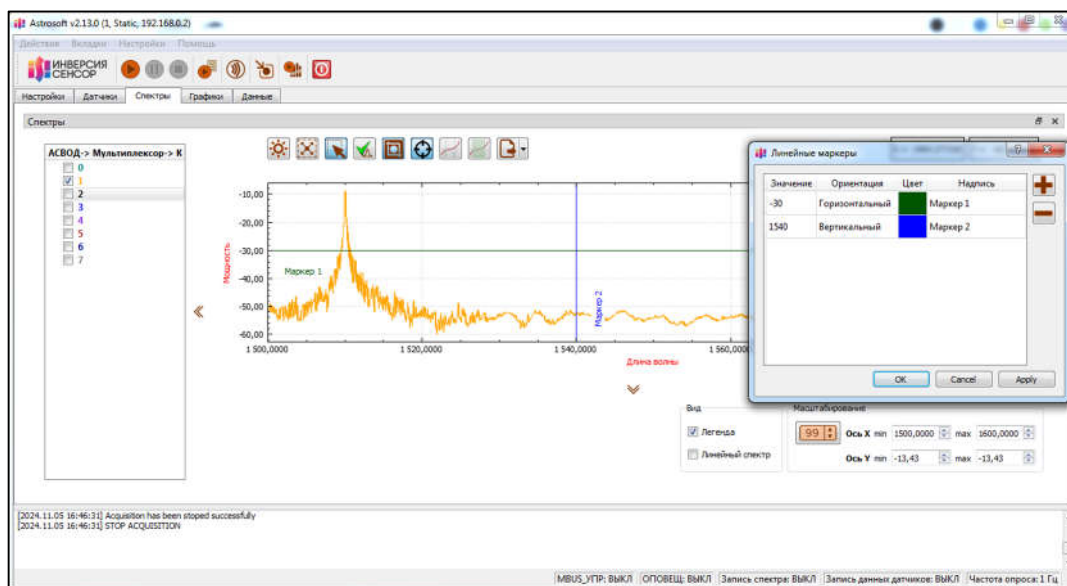 Astrosoft v2.13.0 (1, Static, 192.168.0.2)
Действия Вкладки Настройки Помощь
ИНВЕРСИЯ
СЕНСОР
Настройки Датчики Спектры Графики Данные
Спектры
АСВОД-> Мультиплексор-> К
0
1
2
3
4
5
6
7
Мощность
-10,00
-20,00
-30,00
-40,00
-50,00
-60,00
Маркер 1
Маркер 2
1 500,0000 1 520,0000 1 540,0000 1 560,0000
Длина волны
Линейные маркеры
Значение Ориентация Цвет Надпись
-30 Горизонтальный Маркер 1
1540 Вертикальный Маркер 2
OK Cancel Apply
Вид
Легенда
Линейный спектр
Масштабирование
99 Ось X min 1500,0000 max 1600,0000
Ось Y min -13,43 max -13,43
[2024.11.05 16:46:31] Acquisition has been stoped successfully
[2024.11.05 16:46:31] STOP ACQUISITION
MBUS_УПР: ВЫКЛ ОПОВЕЩ: ВЫКЛ Запись спектра: ВЫКЛ Запись данных датчиков: ВЫКЛ Частота опроса: 1 Гц